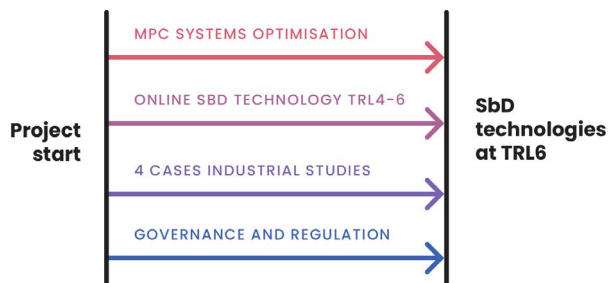 MPC SYSTEMS OPTIMISATION
ONLINE SBD TECHNOLOGY TRL4-6
4 CASES INDUSTRIAL STUDIES
GOVERNANCE AND REGULATION
Project
start
SbD
technologies
at TRL6